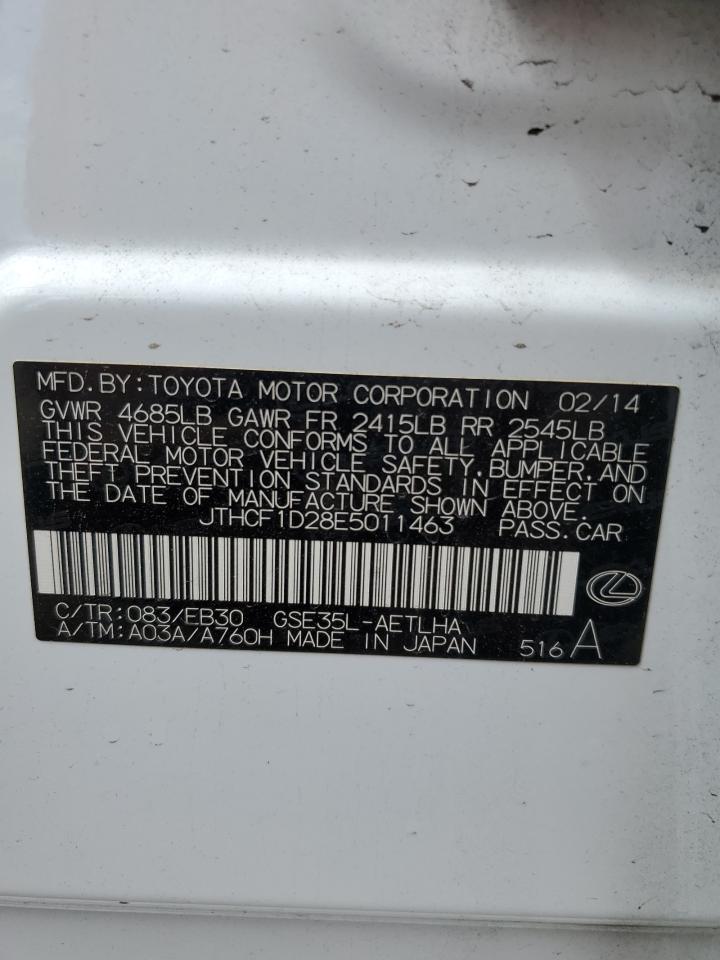 MFD.BY:TOYOTA MOTOR CORPORATION 02/14
GVWR 4685LB GAWR FR 2415LB RR 2545LB
THIS VEHICLE CONFORMS TO ALL APPLICABLE
FEDERAL MOTOR VEHICLE SAFETY,BUMPER,AND
THEFT PREVENTION STANDARDS IN EFFECT ON
THE DATE OF MANUFACTURE SHOWN ABOVE.
JTHCF1D28E5011463 PASS.CAR
C/TR:083/EB30 GSE35L-AETLHA
A/TM:A03A/A760H MADE IN JAPAN 516 A